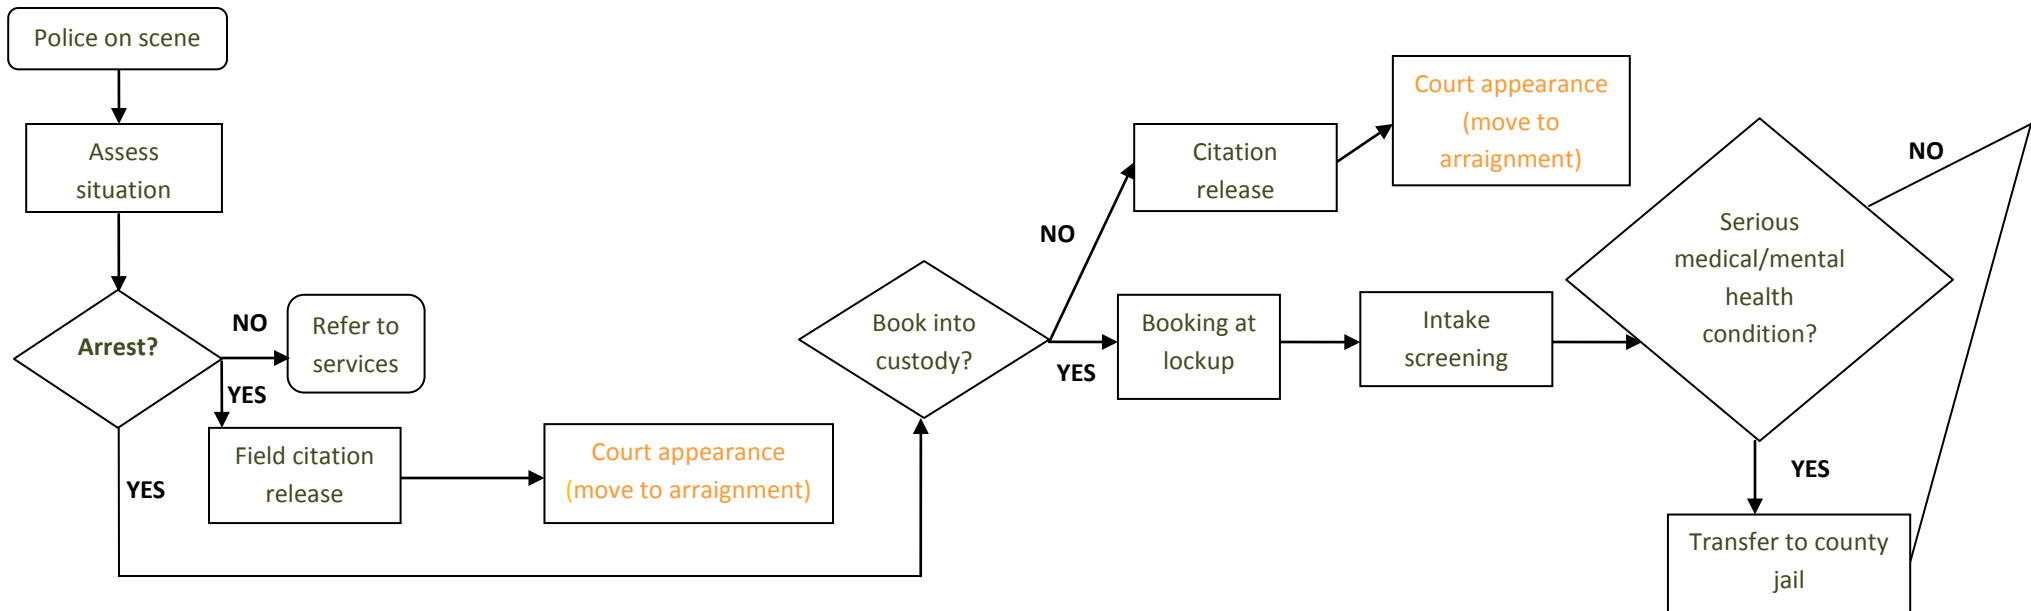 Police on scene
Assess
situation
Arrest?
NO
Refer to
services
YES
Field citation
release
Court appearance
(move to arraignment)
YES
Book into
custody?
NO
Citation
release
Court appearance
(move to
arraignment)
YES
Booking at
lockup
Intake
screening
Serious
medical/mental
health
condition?
NO
YES
Transfer to county
jail